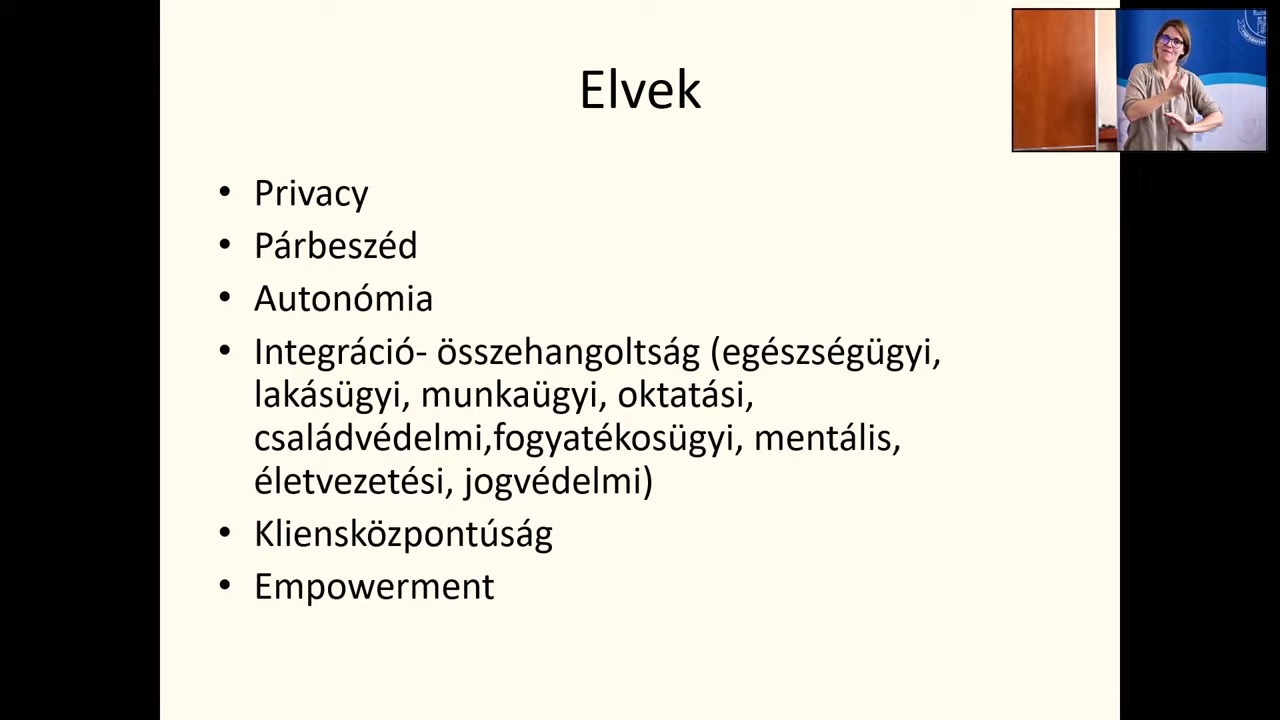 Elvek
• Privacy
• Párbeszéd
• Autonómia
• Integráció- összehangoltság (egészségügyi,
lakásügyi, munkaügyi, oktatási,
családvédelmi,fogyatékosügyi, mentális,
életvezetési, jogvédelmi)
• Kliensközpontúság
• Empowerment